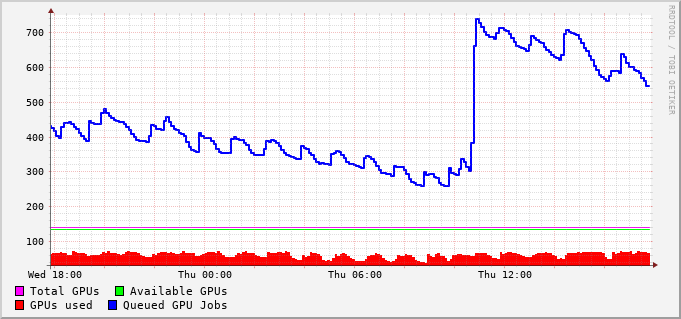 700
600
500
400
300
200
100
Wed 18:00 Thu 00:00 Thu 06:00 Thu 12:00
Total GPUs Available GPUs
GPUs used Queued GPU Jobs
RRDTOOL / TOBI OETIKER